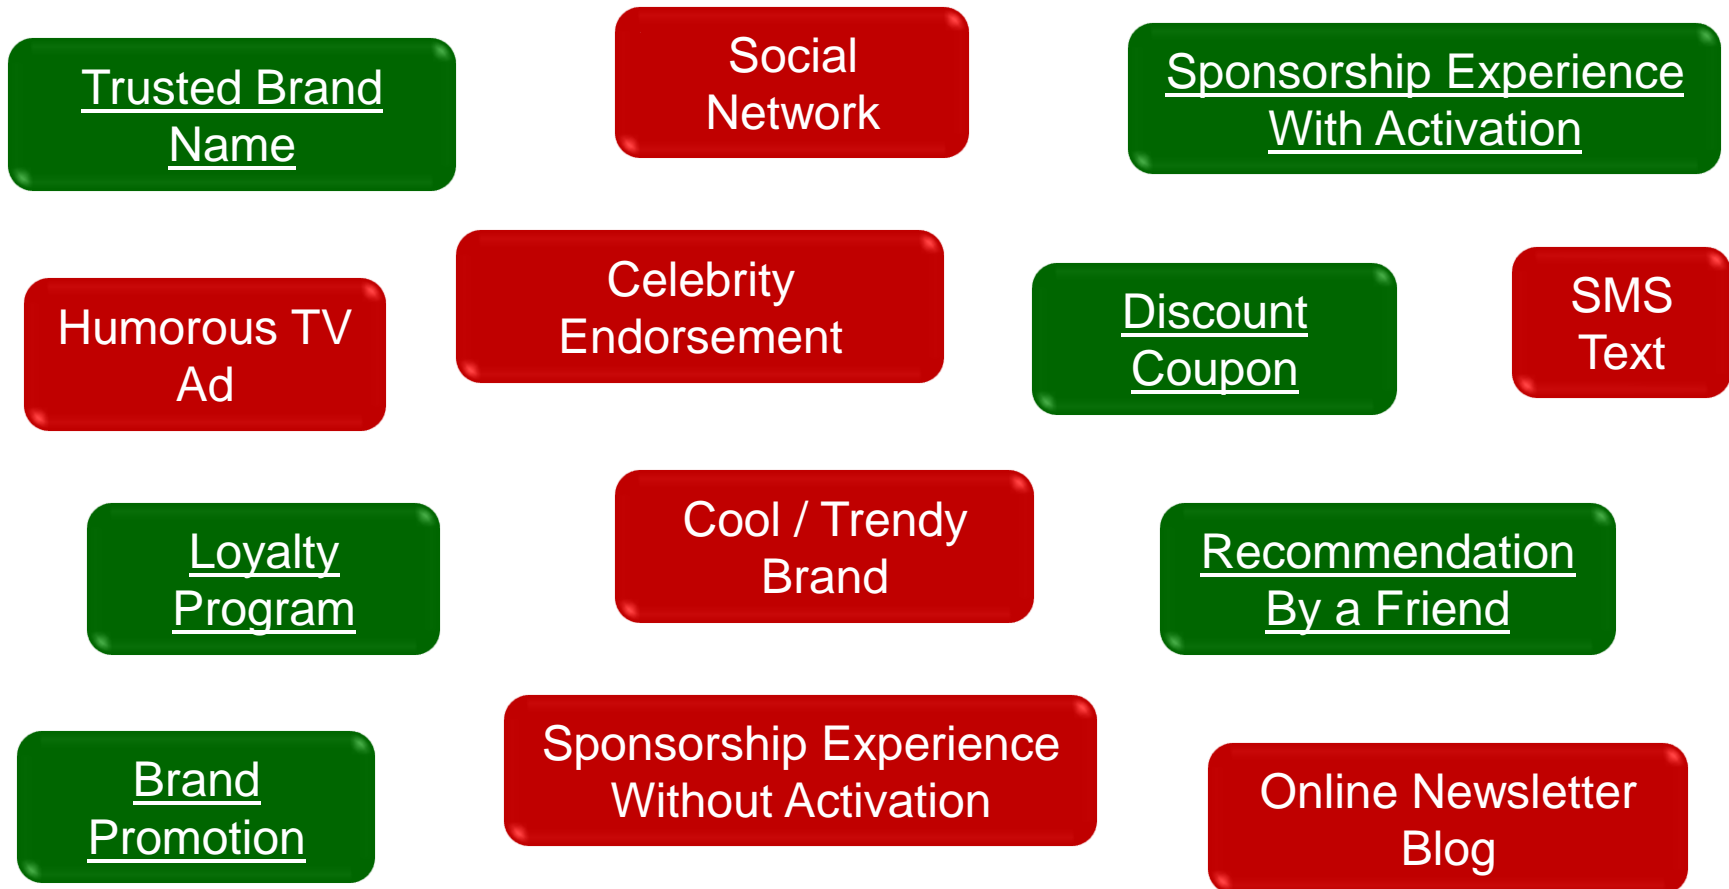 Trusted Brand
Name
Social
Network
Sponsorship Experience
With Activation
Humorous TV
Ad
Celebrity
Endorsement
Discount
Coupon
SMS
Text
Loyalty
Program
Cool / Trendy
Brand
Recommendation
By a Friend
Brand
Promotion
Sponsorship Experience
Without Activation
Online Newsletter
Blog